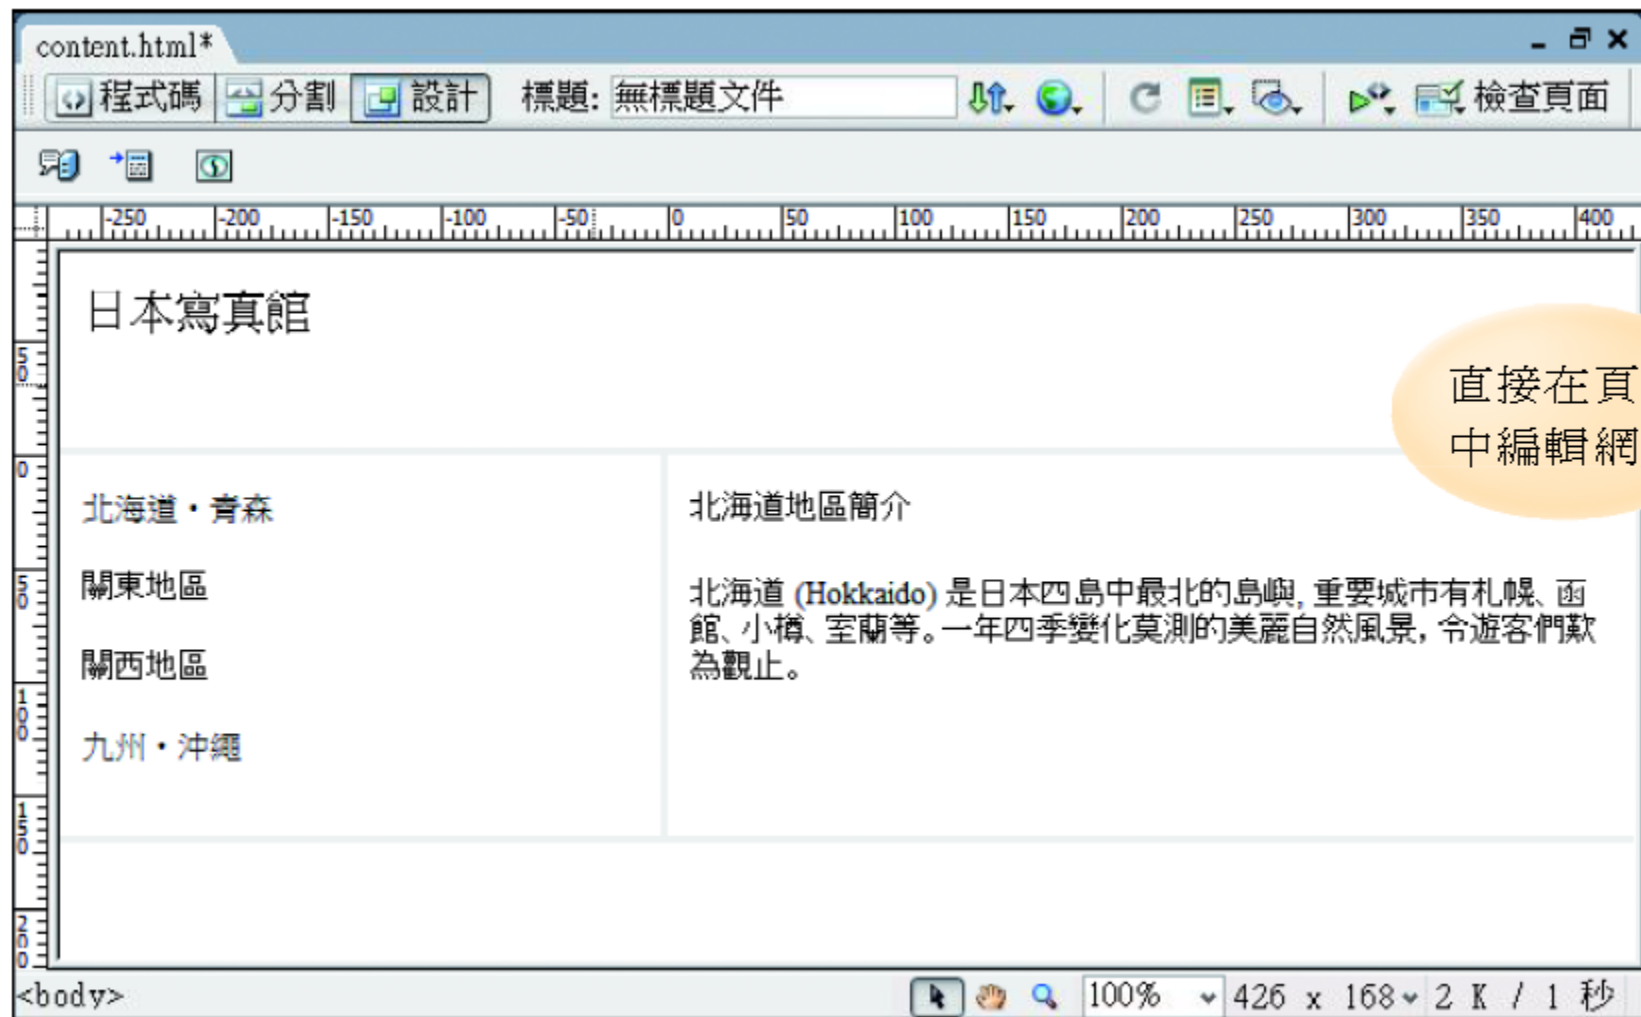 content.html*
程式碼 分割 設計 標題: 無標題文件 檢查頁面
-250 -200 -150 -100 -50 0 50 100 150 200 250 300 350 400
日本寫真館
直接在頁
中編輯網
北海道・青森
關東地區
關西地區
九州・沖繩
北海道地區簡介
北海道 (Hokkaido) 是日本四島中最北的島嶼, 重要城市有札幌、函
館、小樽、室蘭等。一年四季變化莫測的美麗自然風景, 令遊客們歎
為觀止。
50
0
50
100
150
200
<body> 100% 426 x 168 2 K / 1 秒